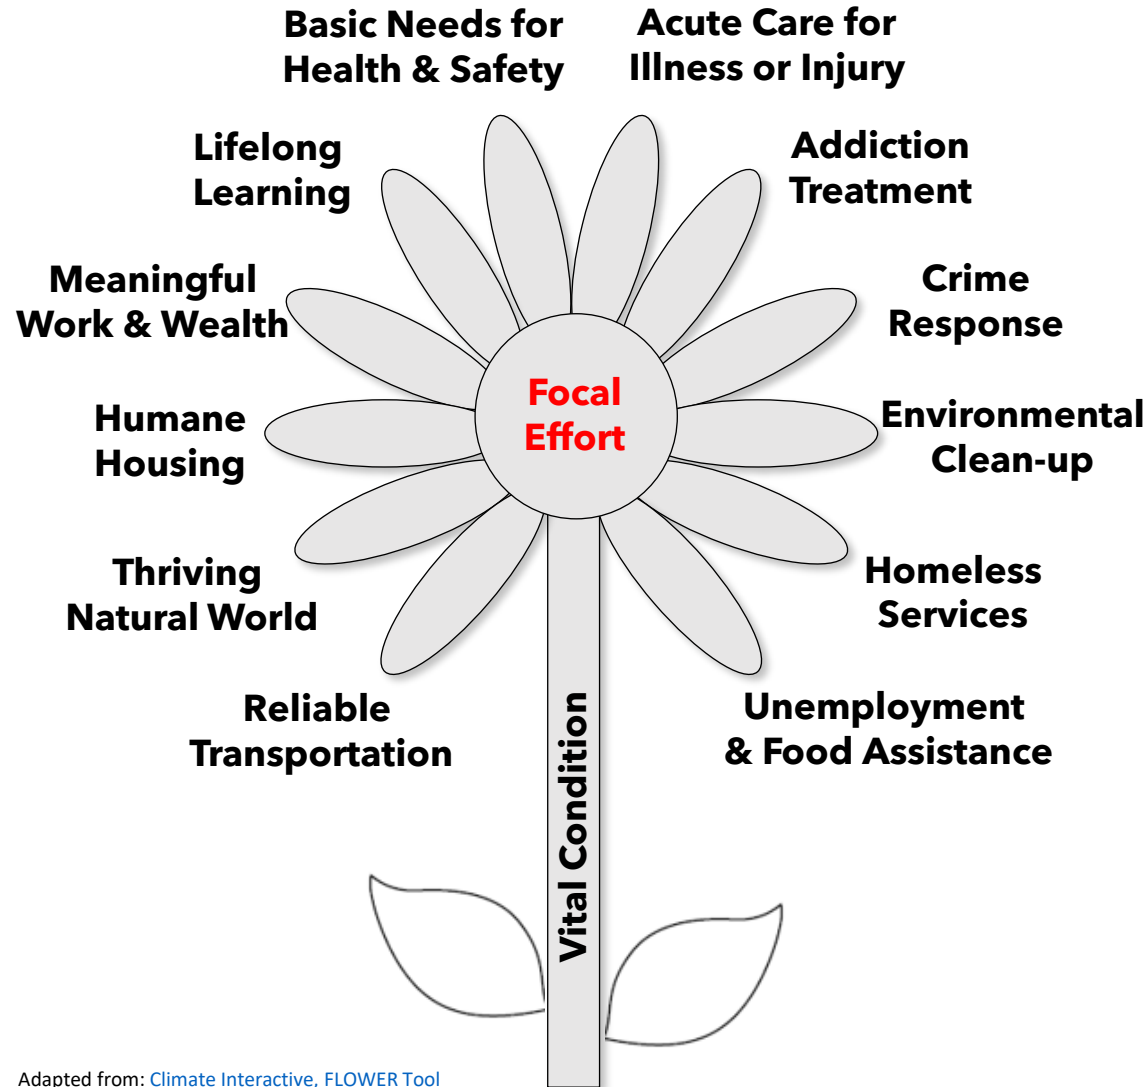 Basic Needs for
Health & Safety
Acute Care for
Illness or Injury
Lifelong
Learning
Addiction
Treatment
Meaningful
Work & Wealth
Crime
Response
Focal
Effort
Humane
Housing
Environmental
Clean-up
Thriving
Natural World
Homeless
Services
Reliable
Transportation
Unemployment
& Food Assistance
Vital Condition
Adapted from: Climate Interactive, FLOWER Tool